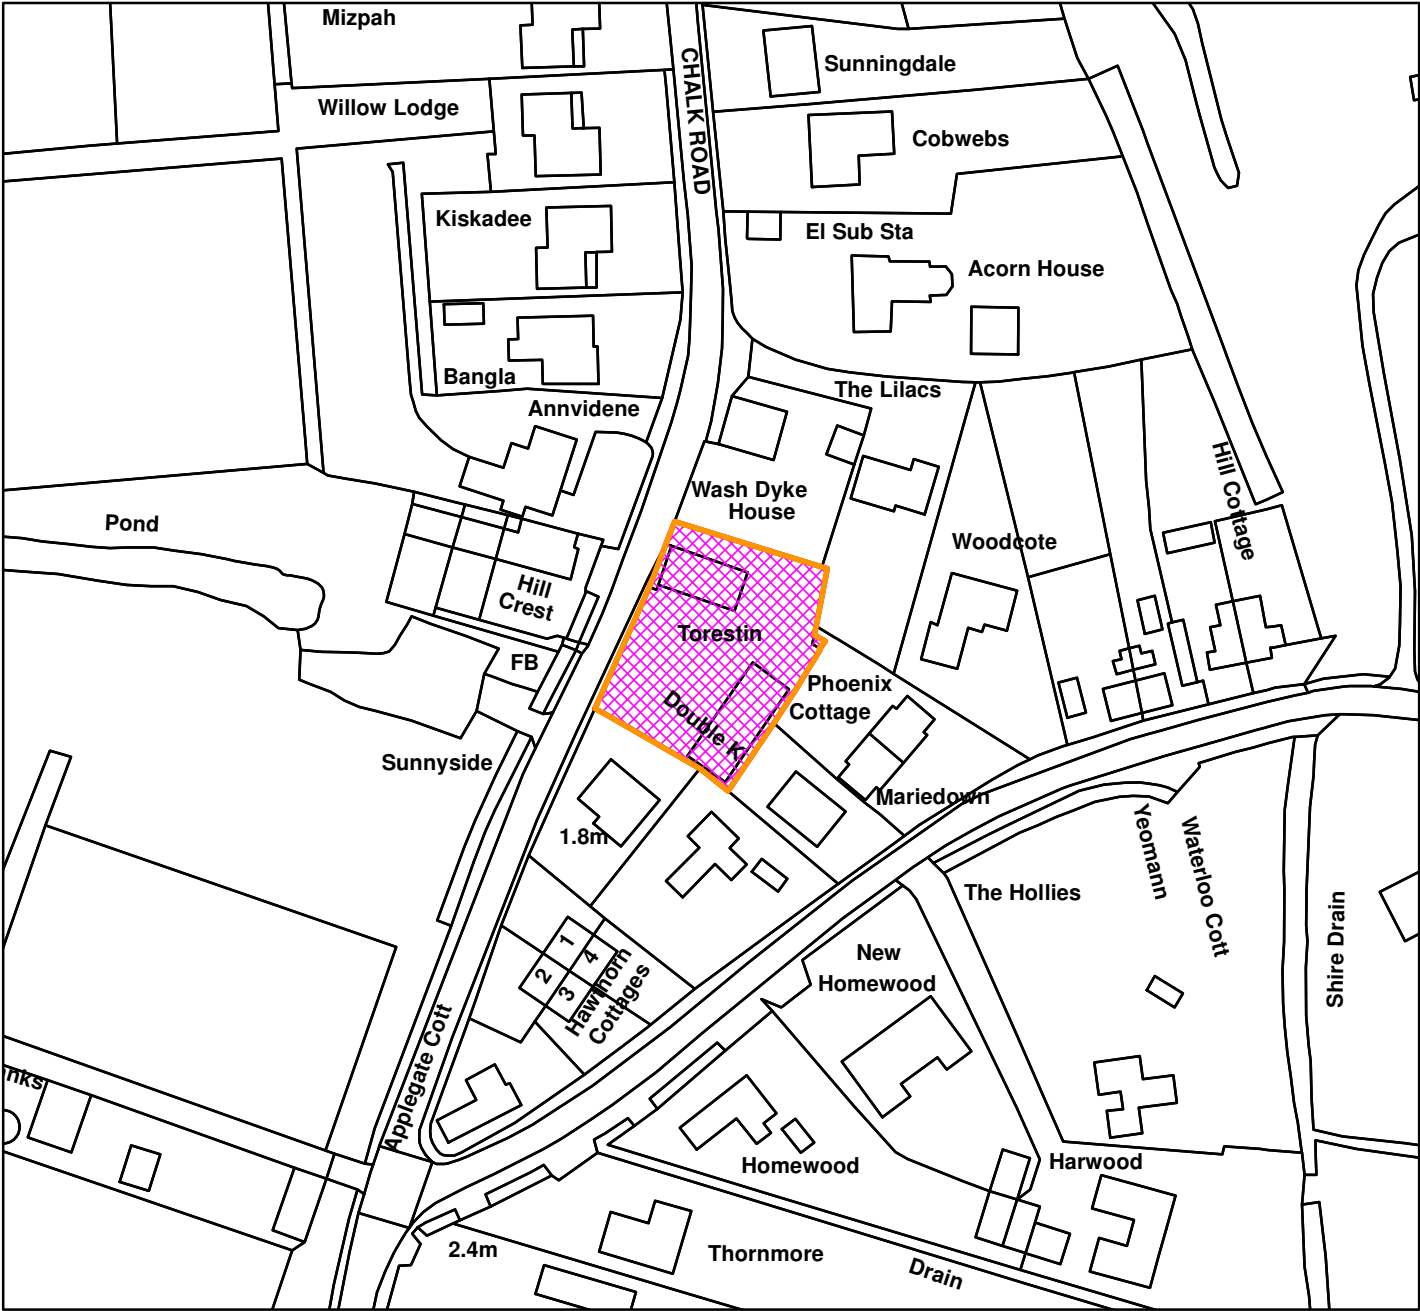 Mizpah
CHALK ROAD
Sunningdale
Willow Lodge
Cobwebs
Kiskadee
El Sub Sta
Acorn House
Bangla
The Lilacs
Annvidene
Wash Dyke
House
Hill Cottage
Pond
Woodcote
Hill
Crest
Torestin
FB
Phoenix
Cottage
Double K
Sunnyside
Mariedown
1.8m
Yeomann
Waterloo Cott
The Hollies
Shire Drain
1
4
2
3
Hawthorn
Cottages
New
Homewood
Applegate Cott
nks
Homewood
Harwood
2.4m
Thornmore
Drain